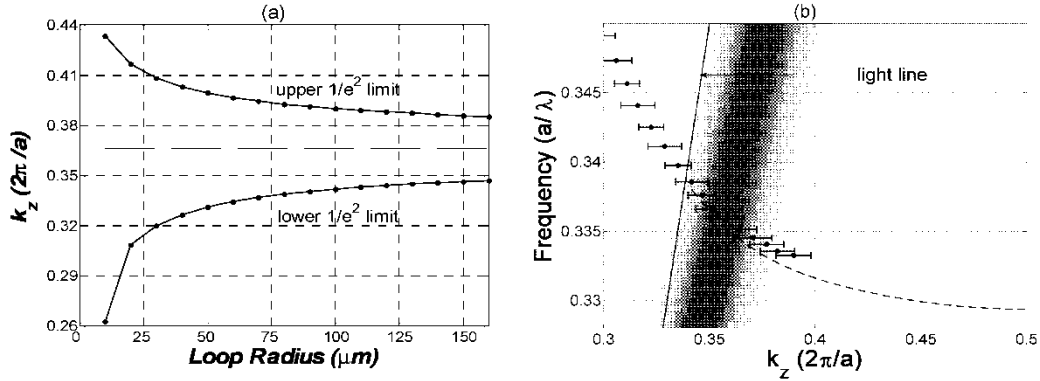 (a)
0.44
0.41
0.38
0.35
0.32
0.29
0.26
0
25
50
75
100
125
150
k_z (2π/a)
Loop Radius (μm)
upper 1/e² limit
lower 1/e² limit
(b)
0.345
0.34
0.335
0.33
0.3
0.35
0.4
0.45
0.5
Frequency (a/λ)
k_z (2π/a)
light line